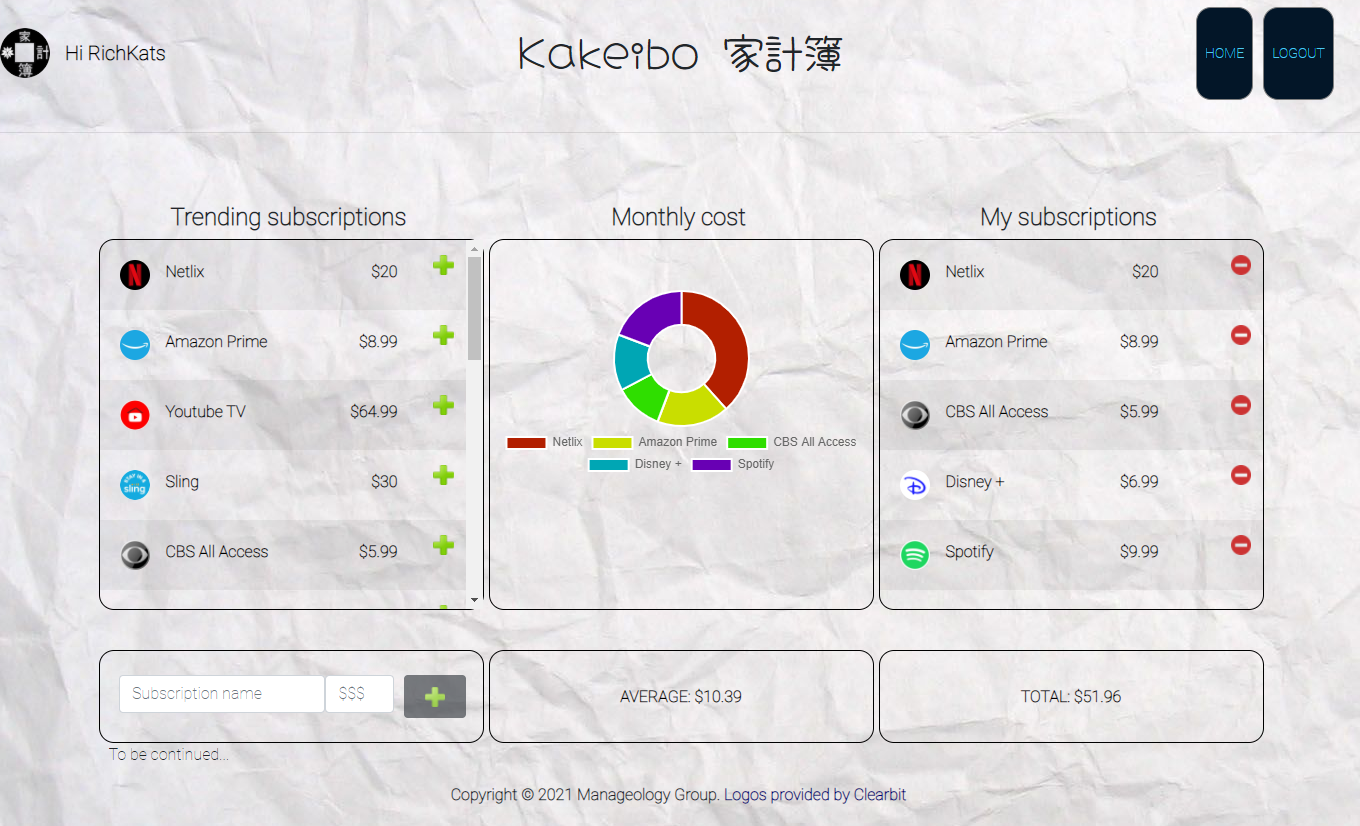 Hi RichKats
Kakeibo 家計簿
HOME
LOGOUT
Trending subscriptions
Netlix $20
Amazon Prime $8.99
Youtube TV $64.99
Sling $30
CBS All Access $5.99
Monthly cost
Netlix Amazon Prime CBS All Access
Disney + Spotify
My subscriptions
Netlix $20
Amazon Prime $8.99
CBS All Access $5.99
Disney + $6.99
Spotify $9.99
Subscription name $$$
AVERAGE: $10.39
TOTAL: $51.96
To be continued...
Copyright © 2021 Manageology Group. Logos provided by Clearbit
家
計
簿
sling